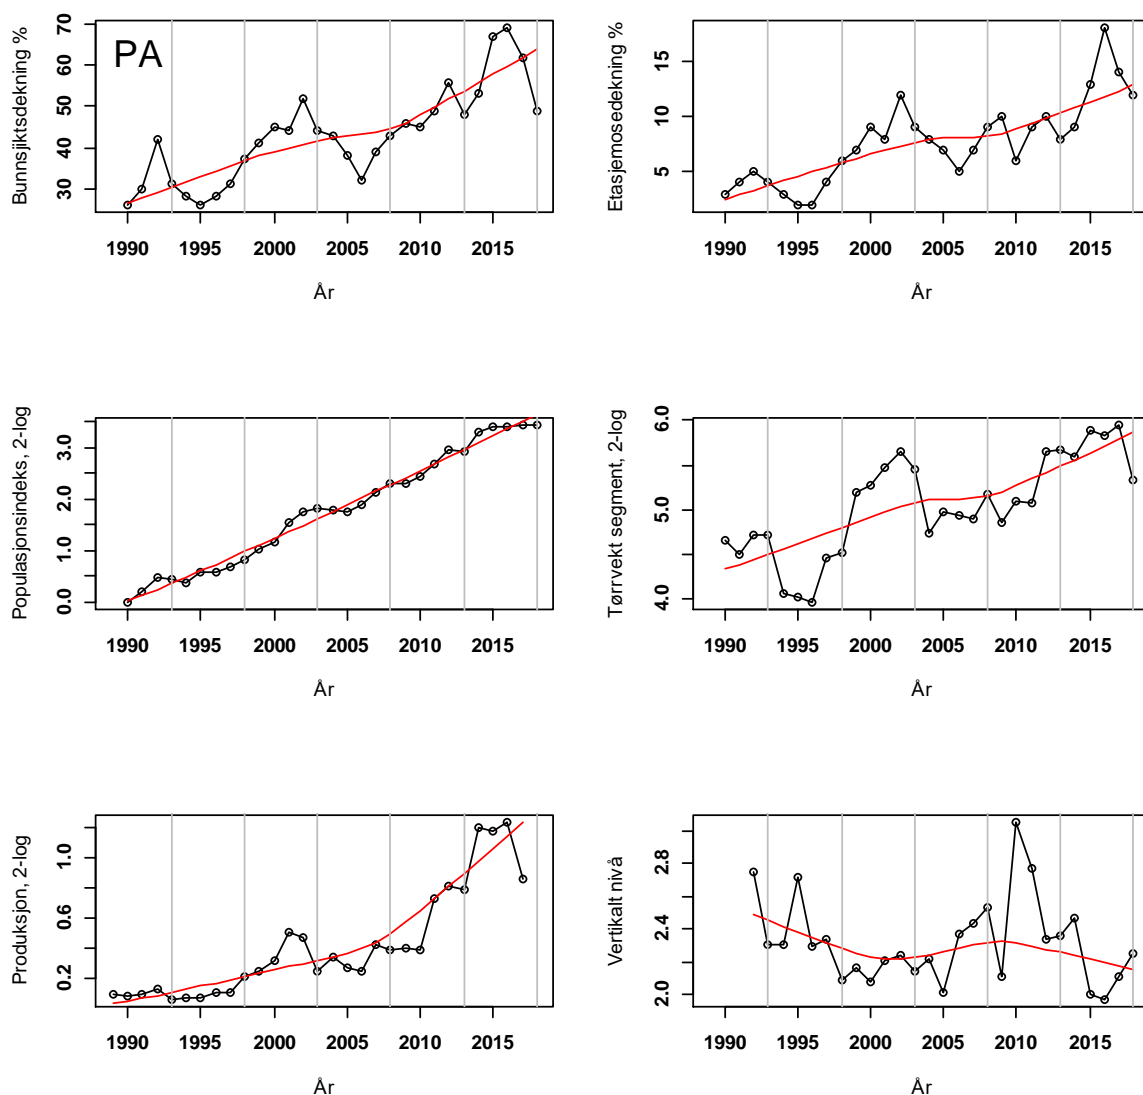 PA
Bunnsjiktsdekning %
70
60
50
40
30
1990 1995 2000 2005 2010 2015
År
Etasjemosedekning %
15
10
5
1990 1995 2000 2005 2010 2015
År
Populasjonsindeks, 2-log
3.0
2.0
1.0
0.0
1990 1995 2000 2005 2010 2015
År
Tørrvekt segment, 2-log
6.0
5.0
4.0
1990 1995 2000 2005 2010 2015
År
Produksjon, 2-log
1.0
0.6
0.2
1990 1995 2000 2005 2010 2015
År
Vertikalt nivå
2.8
2.4
2.0
1990 1995 2000 2005 2010 2015
År